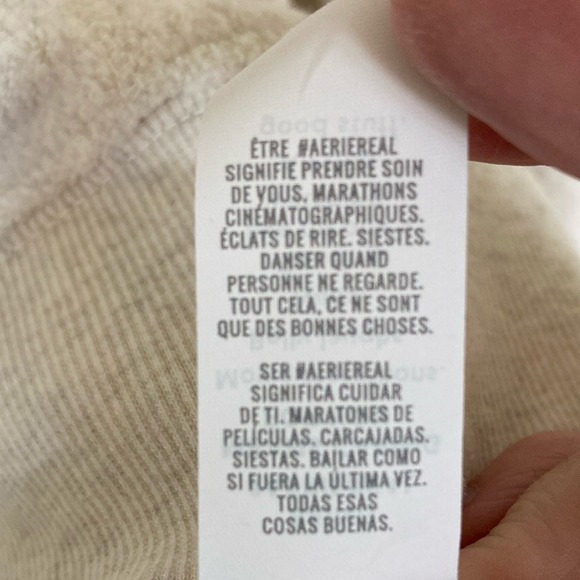 ÊTRE #AERIEREAL
SIGNIFIE PRENDRE SOIN
DE VOUS. MARATHONS
CINÉMATOGRAPHIQUES.
ÉCLATS DE RIRE. SIESTES.
DANSER QUAND
PERSONNE NE REGARDE.
TOUT CELA, CE NE SONT
QUE DES BONNES CHOSES.
SER #AERIEREAL
SIGNIFICA CUIDAR
DE TI. MARATONES DE
PELÍCULAS. CARCAJADAS.
SIESTAS. BAILAR COMO
SI FUERA LA ÚLTIMA VEZ.
TODAS ESAS
COSAS BUENAS.